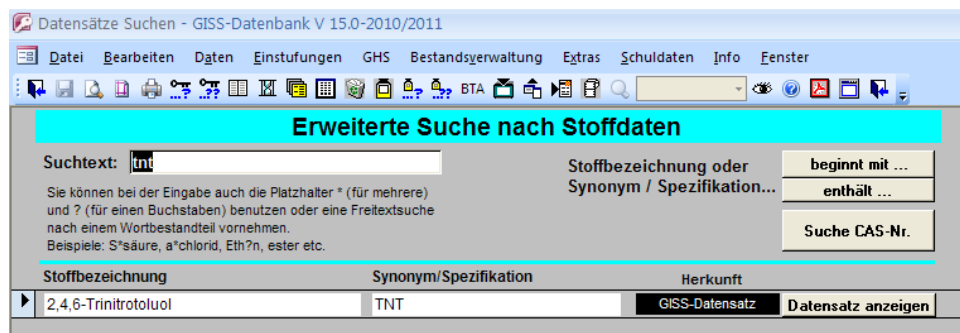 Datensätze Suchen - GISS-Datenbank V 15.0-2010/2011
Datei Bearbeiten Daten Einstufungen GHS Bestandsverwaltung Extras Schuldaten Info Fenster
BTA
Erweiterte Suche nach Stoffdaten
Suchtext: tnt
Stoffbezeichnung oder
Synonym / Spezifikation...
beginnt mit ...
enthält ...
Suche CAS-Nr.
Sie können bei der Eingabe auch die Platzhalter * (für mehrere)
und ? (für einen Buchstaben) benutzen oder eine Freitextsuche
nach einem Wortbestandteil vornehmen.
Beispiele: S*säure, a*chlorid, Eth?n, ester etc.
Stoffbezeichnung Synonym/Spezifikation Herkunft
2,4,6-Trinitrotoluol TNT GISS-Datensatz Datensatz anzeigen